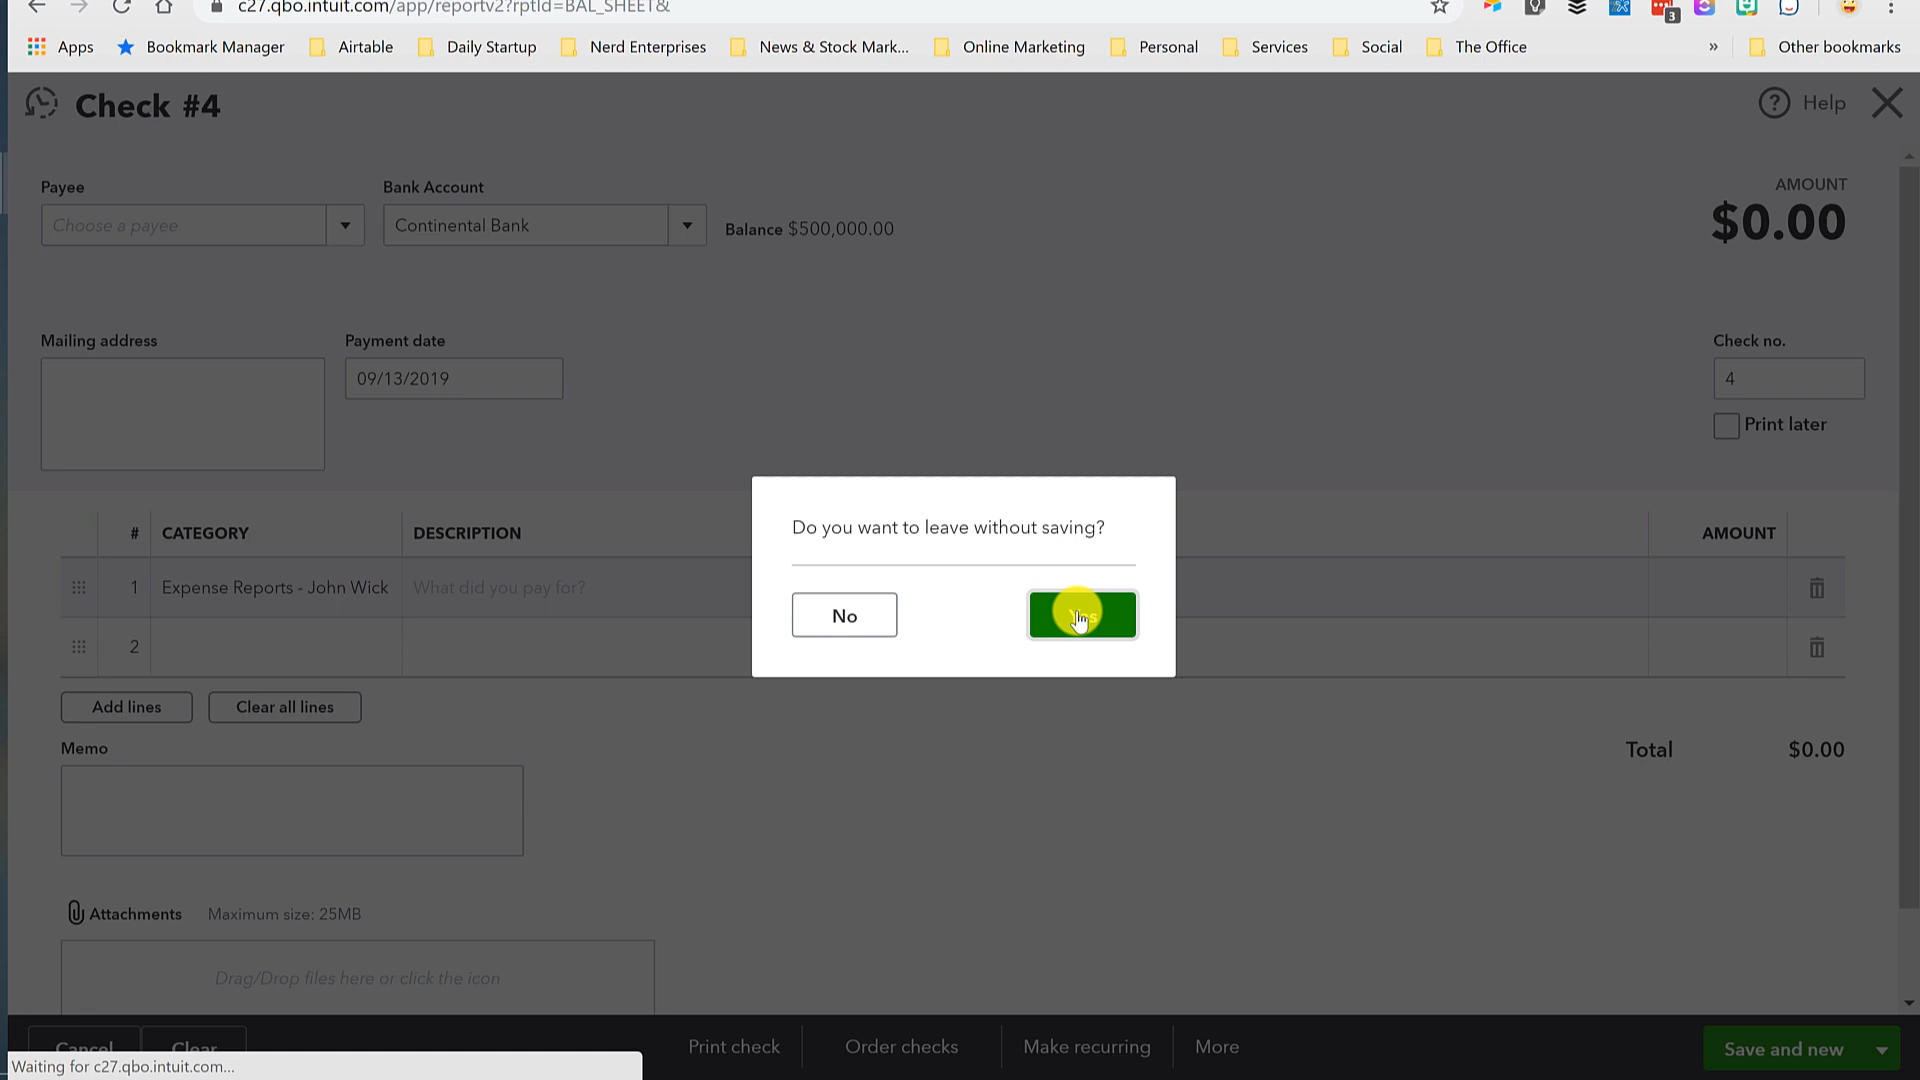 c27.qbo.intuit.com/app/reportv2?rptId=BAL_SHEET&
3
Apps
Bookmark Manager
Airtable
Daily Startup
Nerd Enterprises
News & Stock Mark...
Online Marketing
Personal
Services
Social
The Office
»
Other bookmarks
Check #4
Help
Payee
Bank Account
AMOUNT
Choose a payee
Continental Bank
Balance $500,000.00
$0.00
Mailing address
Payment date
Check no.
09/13/2019
4
Print later
Do you want to leave without saving?
# CATEGORY DESCRIPTION AMOUNT
1 Expense Reports - John Wick What did you pay for?
No
Yes
2
Add lines
Clear all lines
Memo
Total $0.00
Attachments Maximum size: 25MB
Drag/Drop files here or click the icon
Cancel
Clear
Print check
Order checks
Make recurring
More
Save and new
Waiting for c27.qbo.intuit.com...